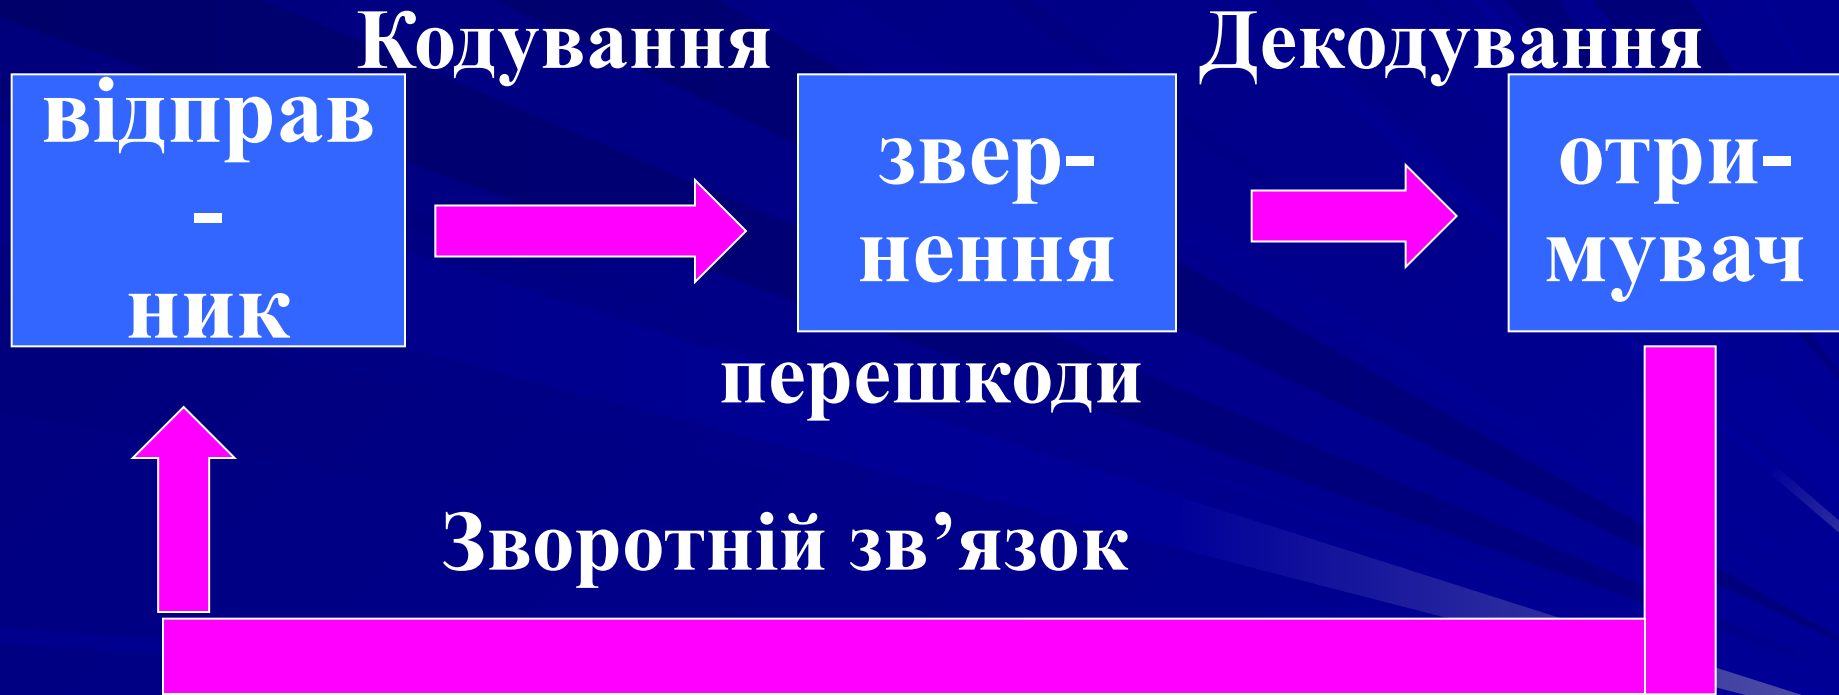 Кодування
Декодування
відправ
-
ник
звер-
нення
отри-
мувач
перешкоди
Зворотній зв’язок